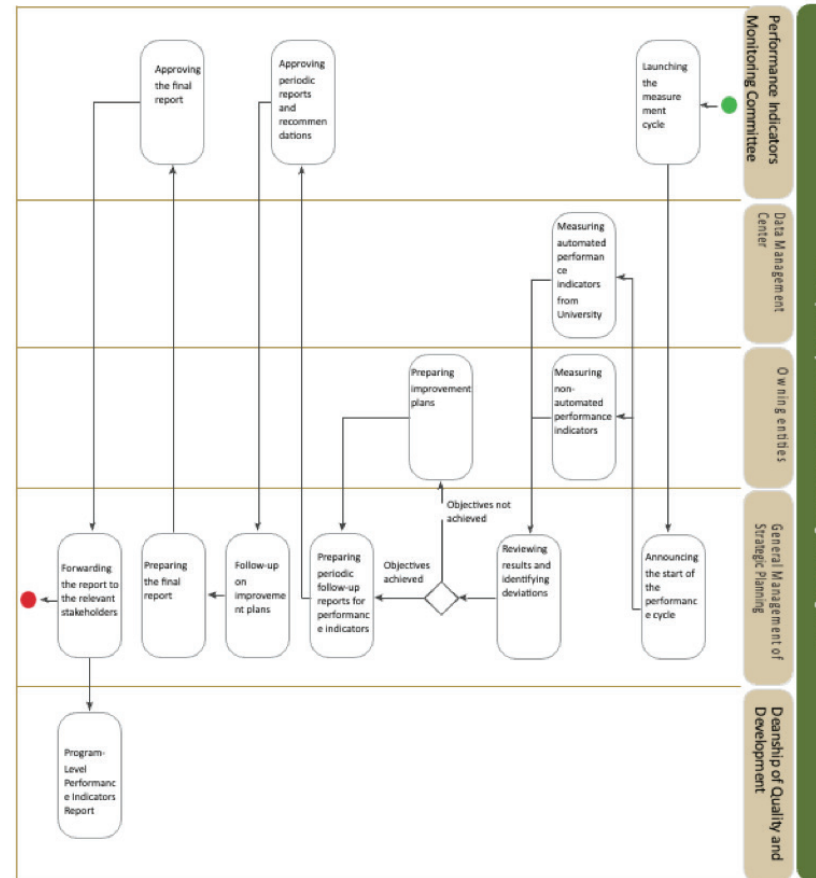 Performance Indicators
Monitoring Committee
Launching
the
measure
ment
cycle
Approving
periodic
reports and
recommen
dations
Approving
the final
report
Data Management
Center
Measuring
automated
performan
ce
indicators
from
University
Owning entities
Measuring
non-
automated
performance
indicators
Preparing
improvement
plans
General Management of
Strategic Planning
Announcing
the start of
the
performanc
e cycle
Reviewing
results and
identifying
deviations
Objectives not
achieved
Objectives
achieved
Preparing
periodic
follow-up
reports for
performanc
e indicators
Follow-up
on
improveme
nt plans
Preparing
the final
report
Forwarding
the report to
the relevant
stakeholders
Deanship of Quality and
Development
Program-
Level
Performanc
e Indicators
Report